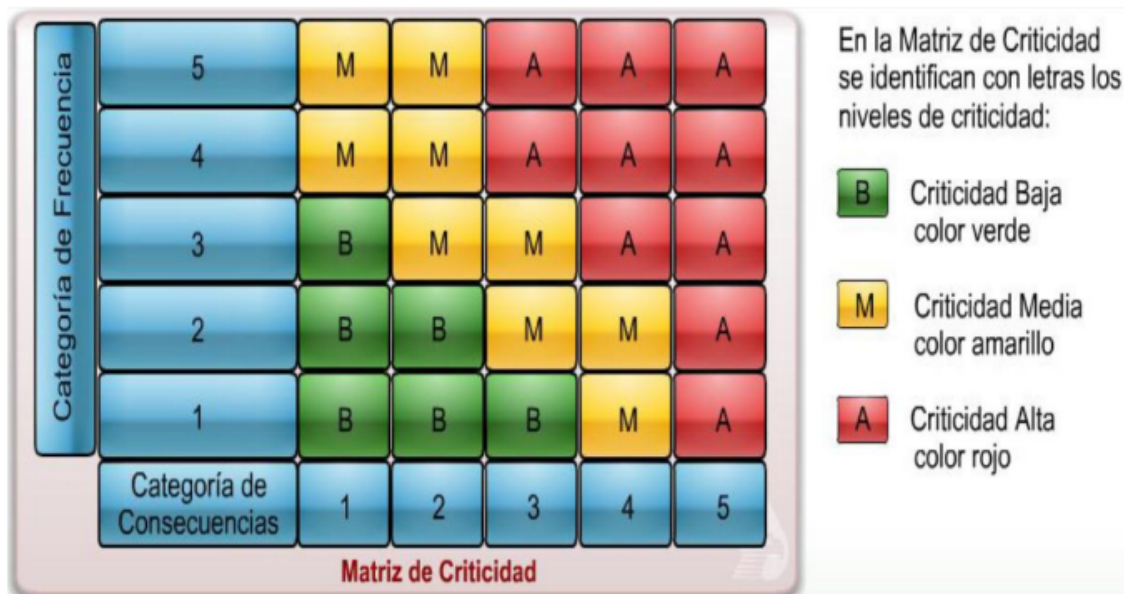 Categoría de Frecuencia
5 M M A A A
4 M M A A A
3 B M M A A
2 B B M M A
1 B B B M A
Categoría de
Consecuencias
1 2 3 4 5
Matriz de Criticidad
En la Matriz de Criticidad
se identifican con letras los
niveles de criticidad:
B Criticidad Baja
color verde
M Criticidad Media
color amarillo
A Criticidad Alta
color rojo